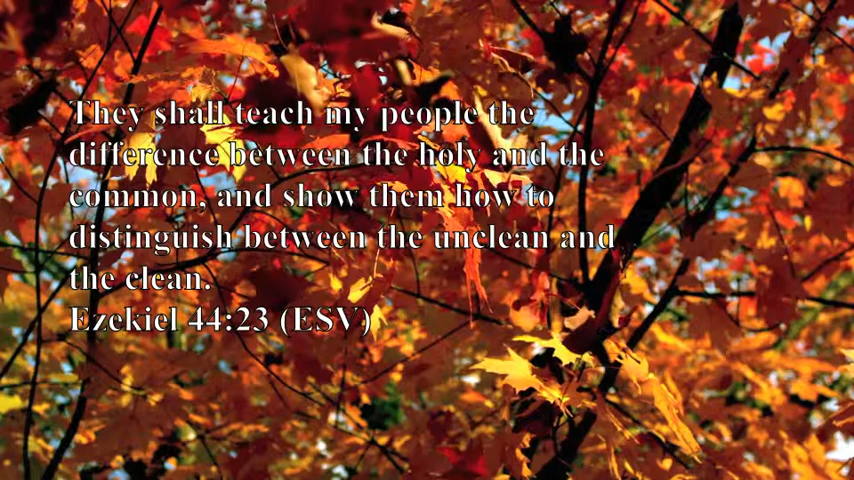 They shall teach my people the
difference between the holy and the
common, and show them how to
distinguish between the unclean and
the clean.
Ezekiel 44:23 (ESV)